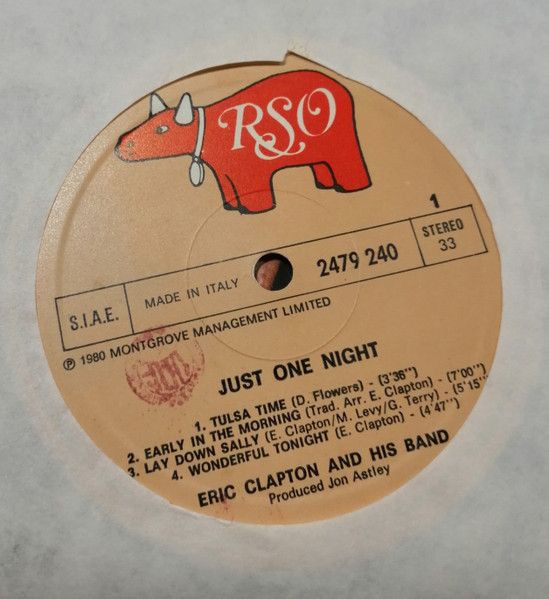 RSO
1
STEREO
33
2479 240
MADE IN ITALY
S.I.A.E.
℗ 1980 MONTGROVE MANAGEMENT LIMITED
JUST ONE NIGHT
1. TULSA TIME (D. Flowers) - (3'36'')
2. EARLY IN THE MORNING (Trad. Arr. E. Clapton) - (7'00'')
3. LAY DOWN SALLY (E. Clapton/M. Levy/G. Terry) - (5'15''
4. WONDERFUL TONIGHT (E. Clapton) - (4'47'')
ERIC CLAPTON AND HIS BAND
Produced Jon Astley